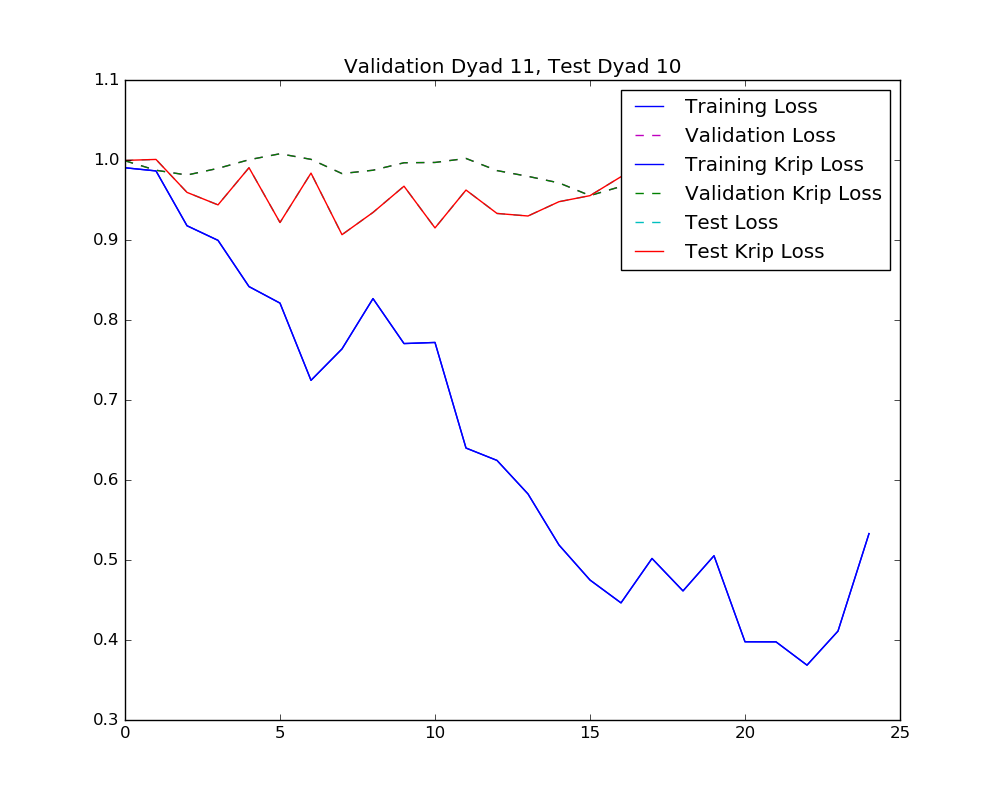 Validation Dyad 11, Test Dyad 10
1.1
1.0
0.9
0.8
0.7
0.6
0.5
0.4
0.3
Training Loss
Validation Loss
Training Krip Loss
Validation Krip Loss
Test Loss
Test Krip Loss
0 5 10 15 20 25